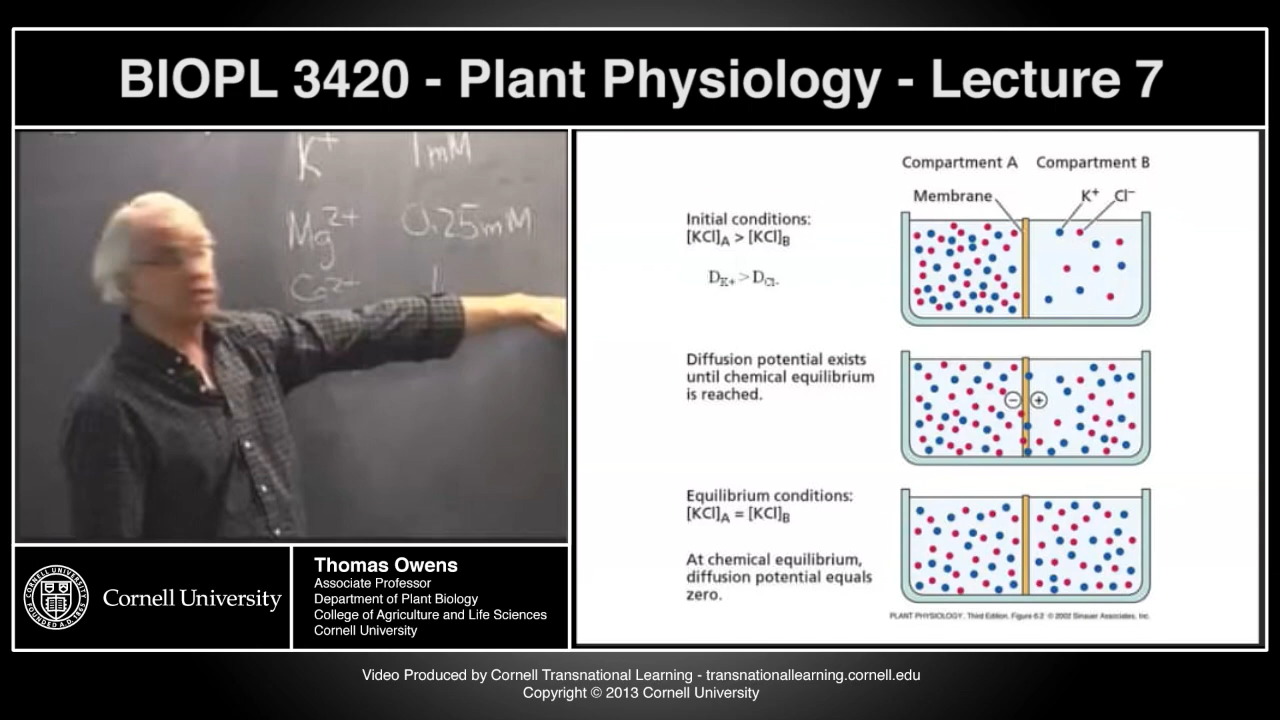 BIOPL 3420 - Plant Physiology - Lecture 7
K+ 1mM
Mg2+ 0.25mM
Ca2+ 1
Compartment A Compartment B
Membrane K⁺ Cl⁻
Initial conditions:
[KCl]A > [KCl]B
DK+ > DCl-
Diffusion potential exists
until chemical equilibrium
is reached.
− +
Equilibrium conditions:
[KCl]A = [KCl]B
At chemical equilibrium,
diffusion potential equals
zero.
PLANT PHYSIOLOGY, Third Edition, Figure 6.2 © 2002 Sinauer Associates, Inc.
CORNELL UNIVERSITY
FOUNDED A.D.
Cornell University
Thomas Owens
Associate Professor
Department of Plant Biology
College of Agriculture and Life Sciences
Cornell University
Video Produced by Cornell Transnational Learning - transnationallearning.cornell.edu
Copyright © 2013 Cornell University